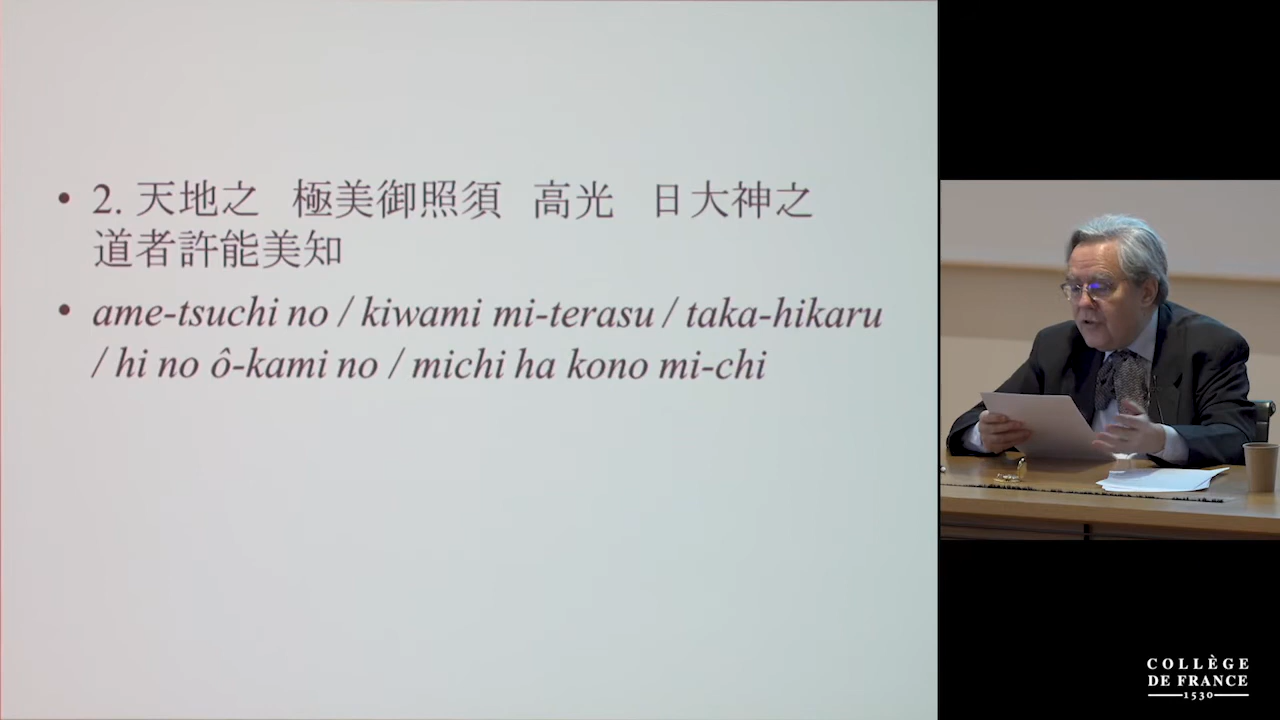 • 2. 天地之 極美御照須 高光 日大神之
道者許能美知
• ame-tsuchi no / kiwami mi-terasu / taka-hikaru
/ hi no ô-kami no / michi ha kono mi-chi
COLLÈGE
DE FRANCE
1530